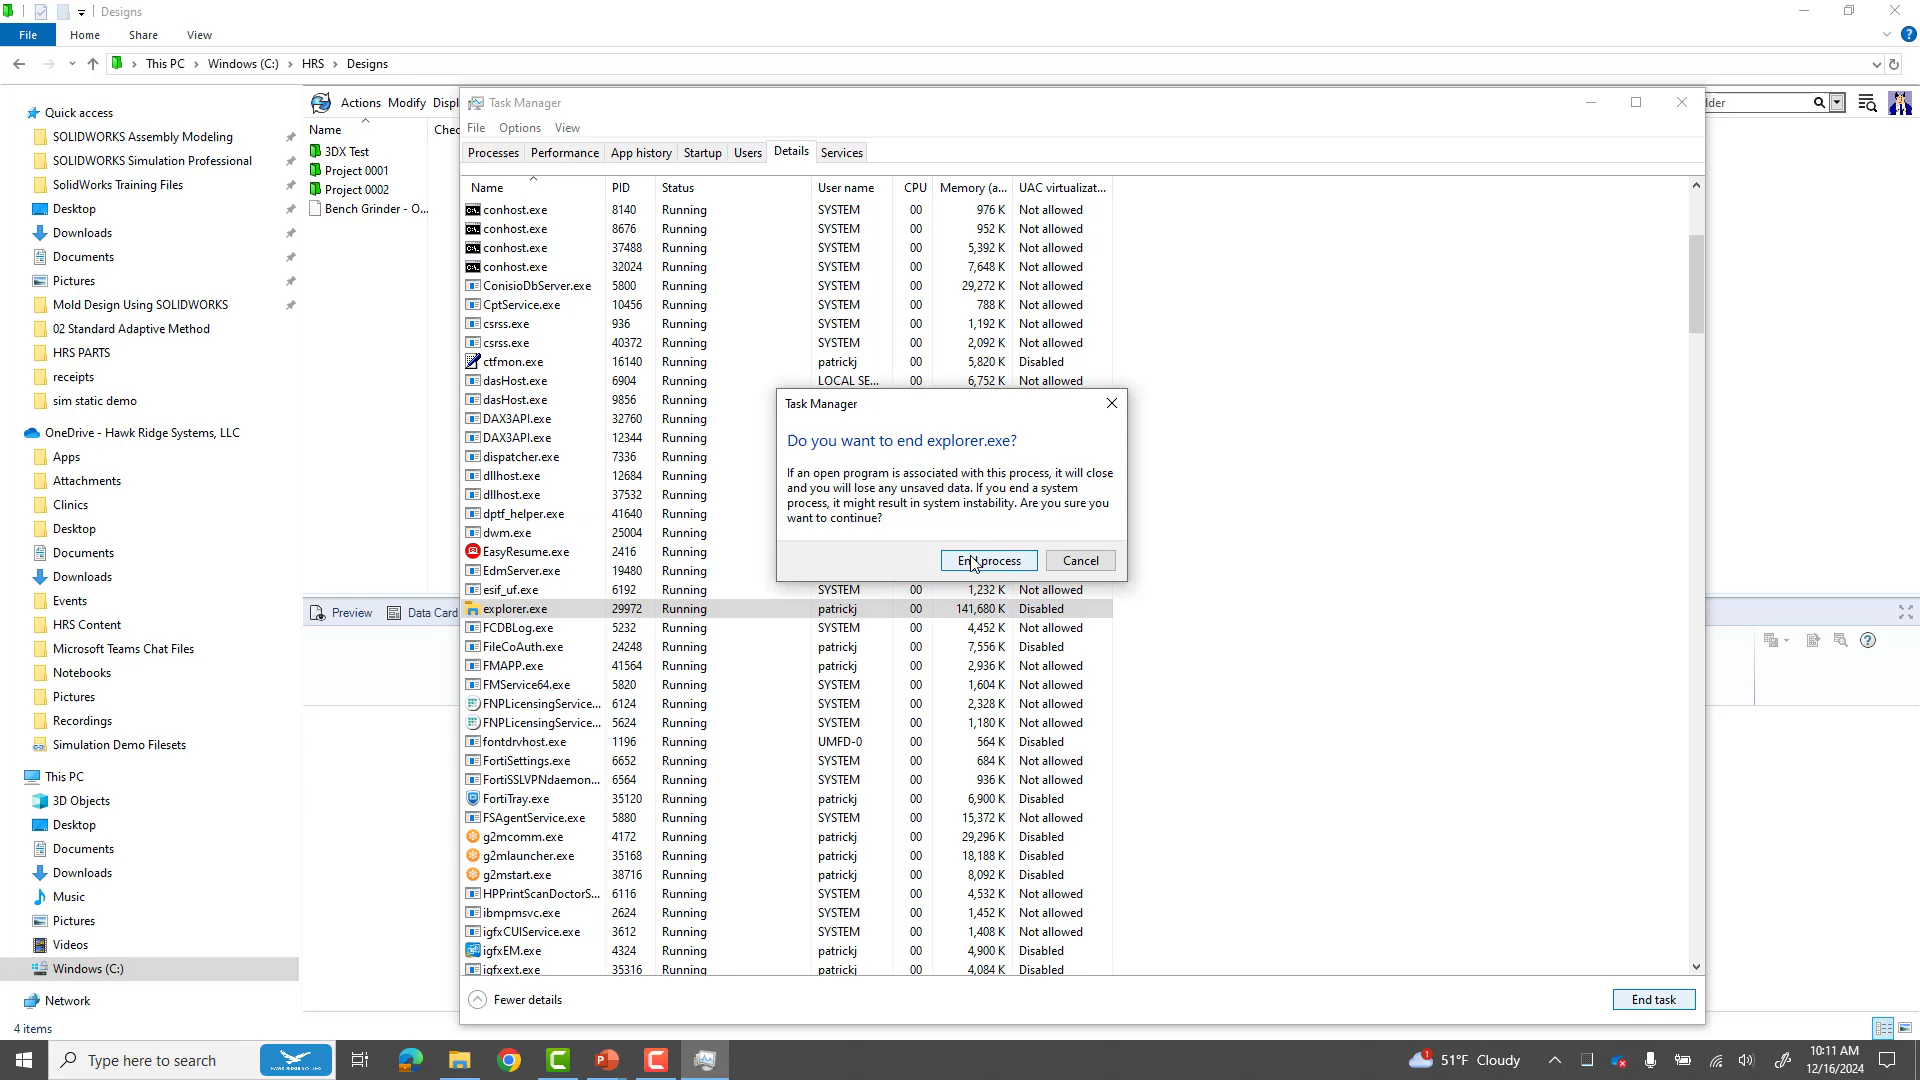 Designs
File Home Share View
This PC Windows (C:) HRS Designs
Quick access
SOLIDWORKS Assembly Modeling
SOLIDWORKS Simulation Professional
SolidWorks Training Files
Desktop
Downloads
Documents
Pictures
Mold Design Using SOLIDWORKS
02 Standard Adaptive Method
HRS PARTS
receipts
sim static demo
OneDrive - Hawk Ridge Systems, LLC
Apps
Attachments
Clinics
Desktop
Documents
Downloads
Events
HRS Content
Microsoft Teams Chat Files
Notebooks
Pictures
Recordings
Simulation Demo Filesets
This PC
3D Objects
Desktop
Documents
Downloads
Music
Pictures
Videos
Windows (C:)
Network
4 items
Actions Modify Displ
Name Chec
3DX Test
Project 0001
Project 0002
Bench Grinder - O...
Preview Data Card
lder
Task Manager
File Options View
Processes Performance App history Startup Users Details Services
Name PID Status User name CPU Memory (a... UAC virtualizat...
conhost.exe 8140 Running SYSTEM 00 976 K Not allowed
conhost.exe 8676 Running SYSTEM 00 952 K Not allowed
conhost.exe 37488 Running SYSTEM 00 5,392 K Not allowed
conhost.exe 32024 Running SYSTEM 00 7,648 K Not allowed
ConisioDbServer.exe 5800 Running SYSTEM 00 29,272 K Not allowed
CptService.exe 10456 Running SYSTEM 00 788 K Not allowed
csrss.exe 936 Running SYSTEM 00 1,192 K Not allowed
csrss.exe 40372 Running SYSTEM 00 2,092 K Not allowed
ctfmon.exe 16140 Running patrickj 00 5,820 K Disabled
dasHost.exe 6904 Running LOCAL SE... 00 6,752 K Not allowed
dasHost.exe 9856 Running
DAX3API.exe 32760 Running
DAX3API.exe 12344 Running
dispatcher.exe 7336 Running
dllhost.exe 12684 Running
dllhost.exe 37532 Running
dptf_helper.exe 41640 Running
dwm.exe 25004 Running
EasyResume.exe 2416 Running
EdmServer.exe 19480 Running
esif_uf.exe 6192 Running SYSTEM 00 1,232 K Not allowed
explorer.exe 29972 Running patrickj 00 141,680 K Disabled
FCDBLog.exe 5232 Running SYSTEM 00 4,452 K Not allowed
FileCoAuth.exe 24248 Running patrickj 00 7,556 K Disabled
FMAPP.exe 41564 Running patrickj 00 2,936 K Not allowed
FMService64.exe 5820 Running SYSTEM 00 1,604 K Not allowed
FNPLicensingService... 6124 Running SYSTEM 00 2,328 K Not allowed
FNPLicensingService... 5624 Running SYSTEM 00 1,180 K Not allowed
fontdrvhost.exe 1196 Running UMFD-0 00 564 K Disabled
FortiSettings.exe 6652 Running SYSTEM 00 684 K Not allowed
FortiSSLVPNdaemon... 6564 Running SYSTEM 00 936 K Not allowed
FortiTray.exe 35120 Running patrickj 00 6,900 K Disabled
FSAgentService.exe 5880 Running SYSTEM 00 15,372 K Not allowed
g2mcomm.exe 4172 Running patrickj 00 29,296 K Disabled
g2mlauncher.exe 35168 Running patrickj 00 18,188 K Disabled
g2mstart.exe 38716 Running patrickj 00 8,092 K Disabled
HPPrintScanDoctorS... 6116 Running SYSTEM 00 4,532 K Not allowed
ibmpmsvc.exe 2624 Running SYSTEM 00 1,452 K Not allowed
igfxCUIService.exe 3612 Running SYSTEM 00 1,408 K Not allowed
igfxEM.exe 4324 Running patrickj 00 4,900 K Disabled
igfxext.exe 35316 Running patrickj 00 4,084 K Disabled
Fewer details
End task
Task Manager
Do you want to end explorer.exe?
If an open program is associated with this process, it will close
and you will lose any unsaved data. If you end a system
process, it might result in system instability. Are you sure you
want to continue?
End process Cancel
Type here to search
51°F Cloudy
10:11 AM
12/16/2024